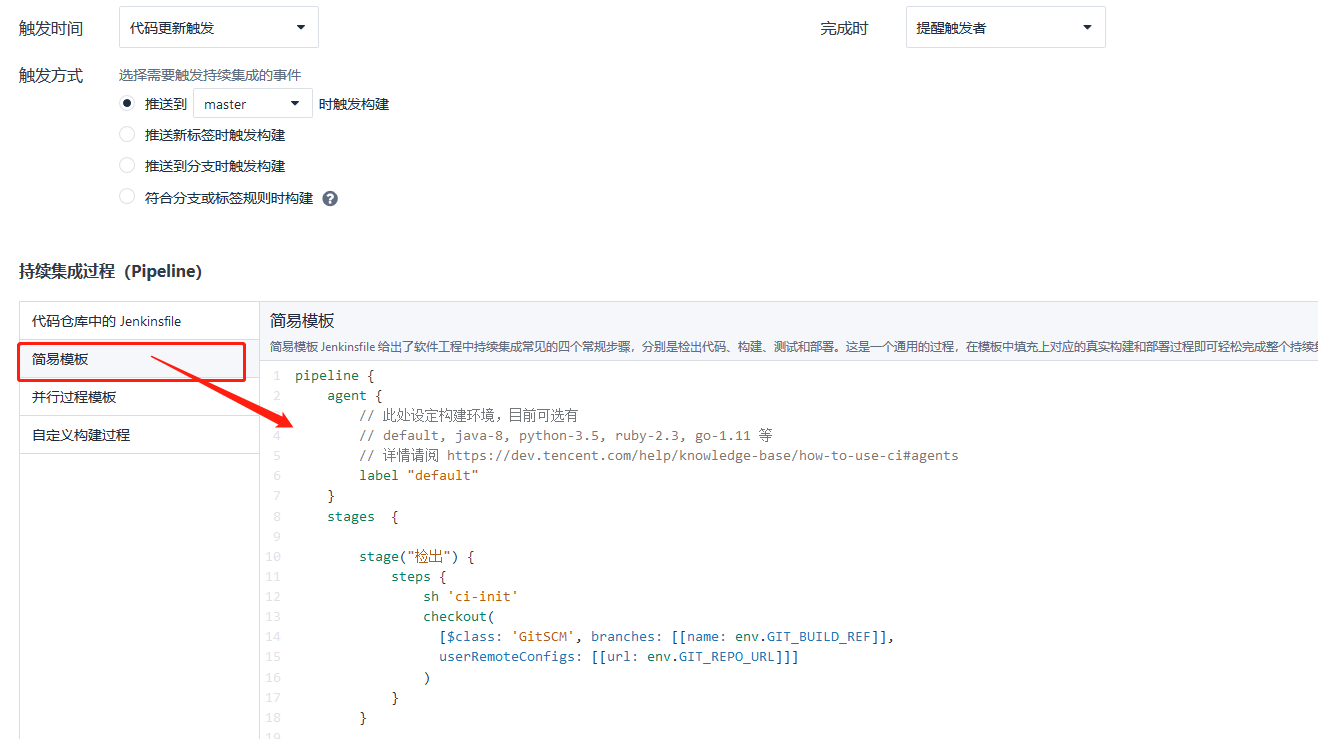 触发时间 代码更新触发 完成时 提醒触发者
触发方式 选择需要触发持续集成的事件
推送到 master 时触发构建
推送新标签时触发构建
推送到分支时触发构建
符合分支或标签规则时构建 ?
持续集成过程（Pipeline）
代码仓库中的 Jenkinsfile
简易模板
并行过程模板
自定义构建过程
简易模板
简易模板 Jenkinsfile 给出了软件工程中持续集成常见的四个常规步骤，分别是检出代码、构建、测试和部署。这是一个通用的过程，在模板中填充上对应的真实构建和部署过程即可轻松完成整个持续
1 pipeline {
2 agent {
3 // 此处设定构建环境，目前可选有
4 // default, java-8, python-3.5, ruby-2.3, go-1.11 等
5 // 详情请阅 https://dev.tencent.com/help/knowledge-base/how-to-use-ci#agents
6 label "default"
7 }
8 stages {
9
10 stage("检出") {
11 steps {
12 sh 'ci-init'
13 checkout(
14 [$class: 'GitSCM', branches: [[name: env.GIT_BUILD_REF]],
15 userRemoteConfigs: [[url: env.GIT_REPO_URL]]]
16 )
17 }
18 }
19